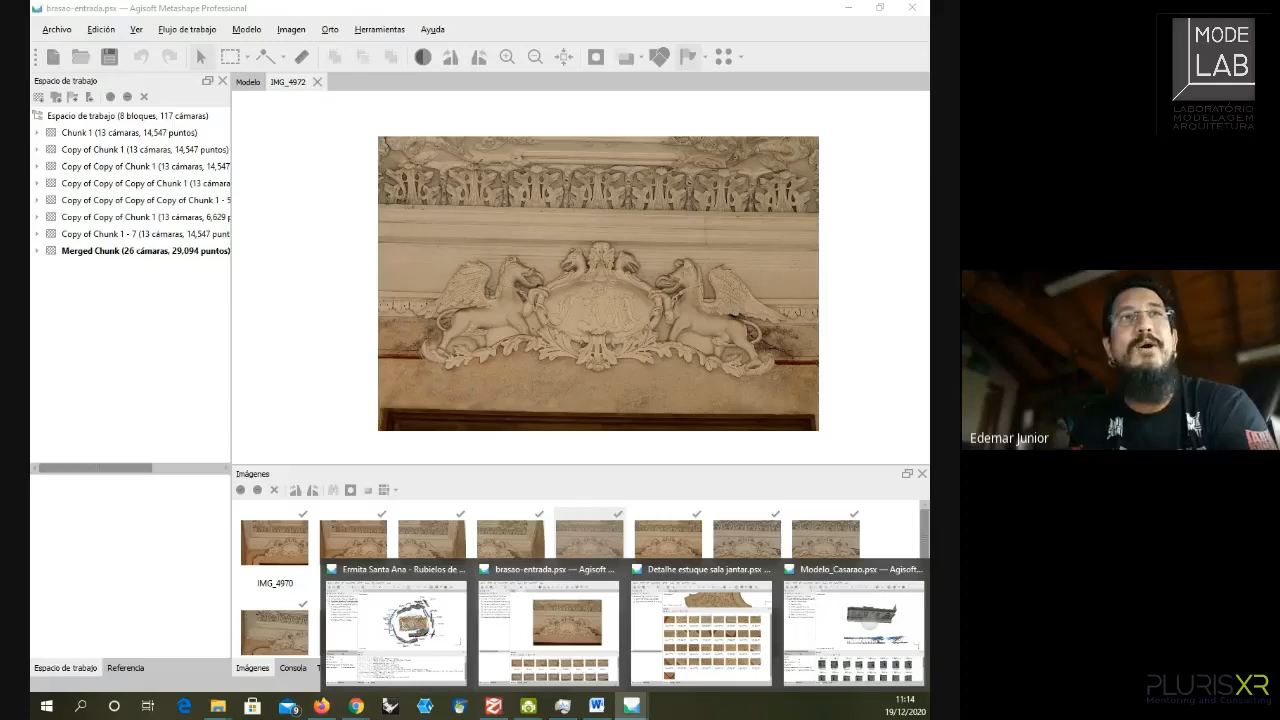 brasao-entrada.psx — Agisoft Metashape Professional
Archivo Edición Ver Flujo de trabajo Modelo Imagen Orto Herramientas Ayuda
Espacio de trabajo
Modelo IMG_4972
Espacio de trabajo (8 bloques, 117 cámaras)
Chunk 1 (13 cámaras, 14,547 puntos)
Copy of Chunk 1 (13 cámaras, 14,547 puntos)
Copy of Copy of Chunk 1 (13 cámaras, 14,547
Copy of Copy of Copy of Chunk 1 (13 cámara
Copy of Copy of Copy of Copy of Chunk 1 - 5
Copy of Copy of Chunk 1 (13 cámaras, 6,629 p
Copy of Chunk 1 - 7 (13 cámaras, 14,547 punt
Merged Chunk (26 cámaras, 29,094 puntos)
Imágenes
IMG_4970
Ermita Santa Ana - Rubielos de ...
brasao-entrada.psx — Agisoft ...
Detalhe estuque sala jantar.psx ...
Modelo_Casarao.psx — Agisoft...
Espacio de trabajo Referencia
Imágenes Consola T
11:14
19/12/2020
MODE
LAB
LABORATÓRIO
MODELAGEM
ARQUITETURA
Edemar Junior
PLURISXR
Mentoring and Consulting